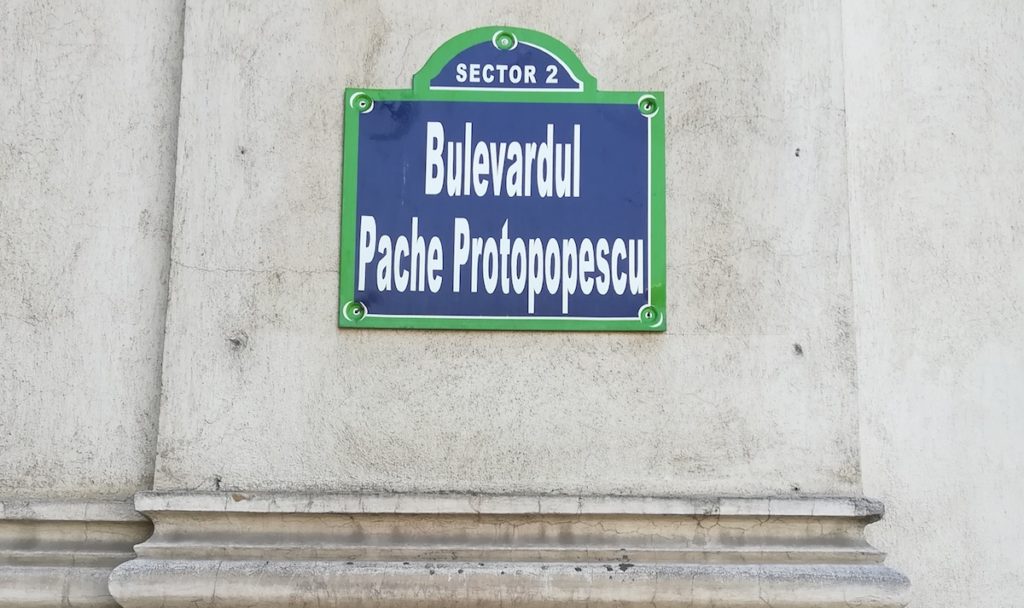 SECTOR 2
Bulevardul
Pache Protopopescu